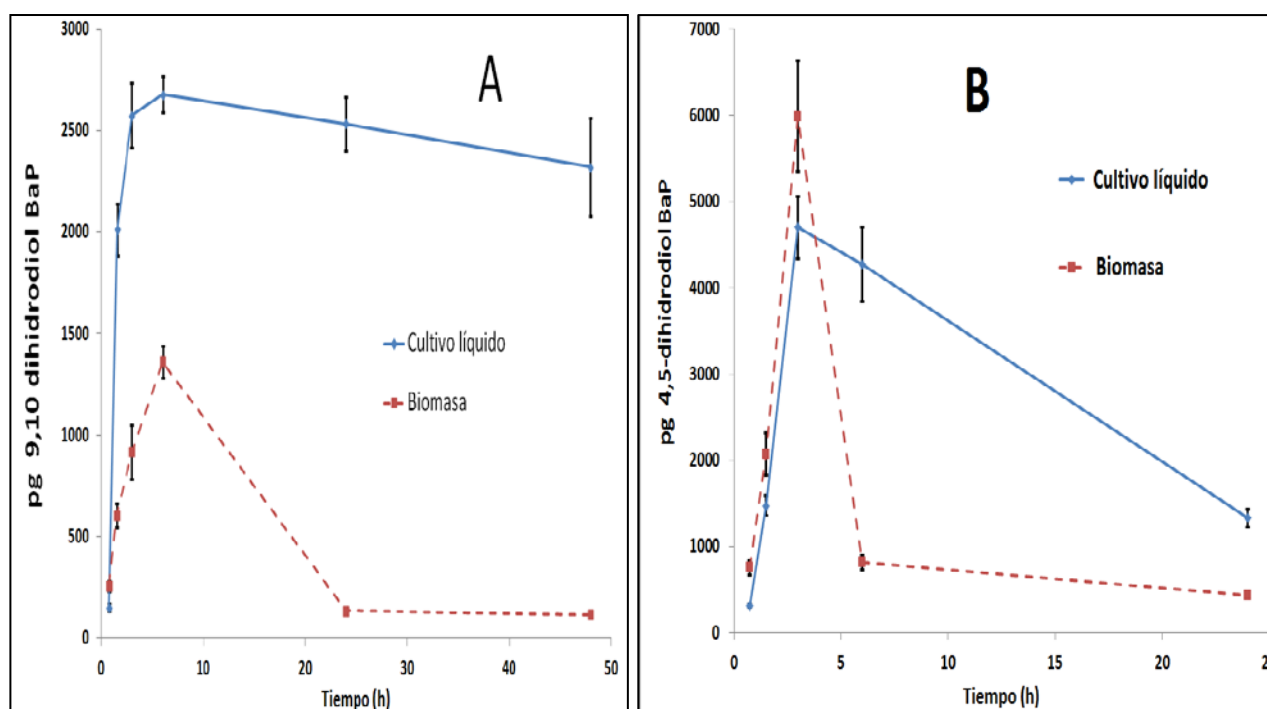 A
pg 9,10 dihidrodiol BaP
3000
2500
2000
1500
1000
500
0
Cultivo líquido
Biomasa
0 10 20 30 40 50
Tiempo (h)
B
pg 4,5-dihidrodiol BaP
7000
6000
5000
4000
3000
2000
1000
0
Cultivo líquido
Biomasa
0 5 10 15 20 2
Tiempo (h)